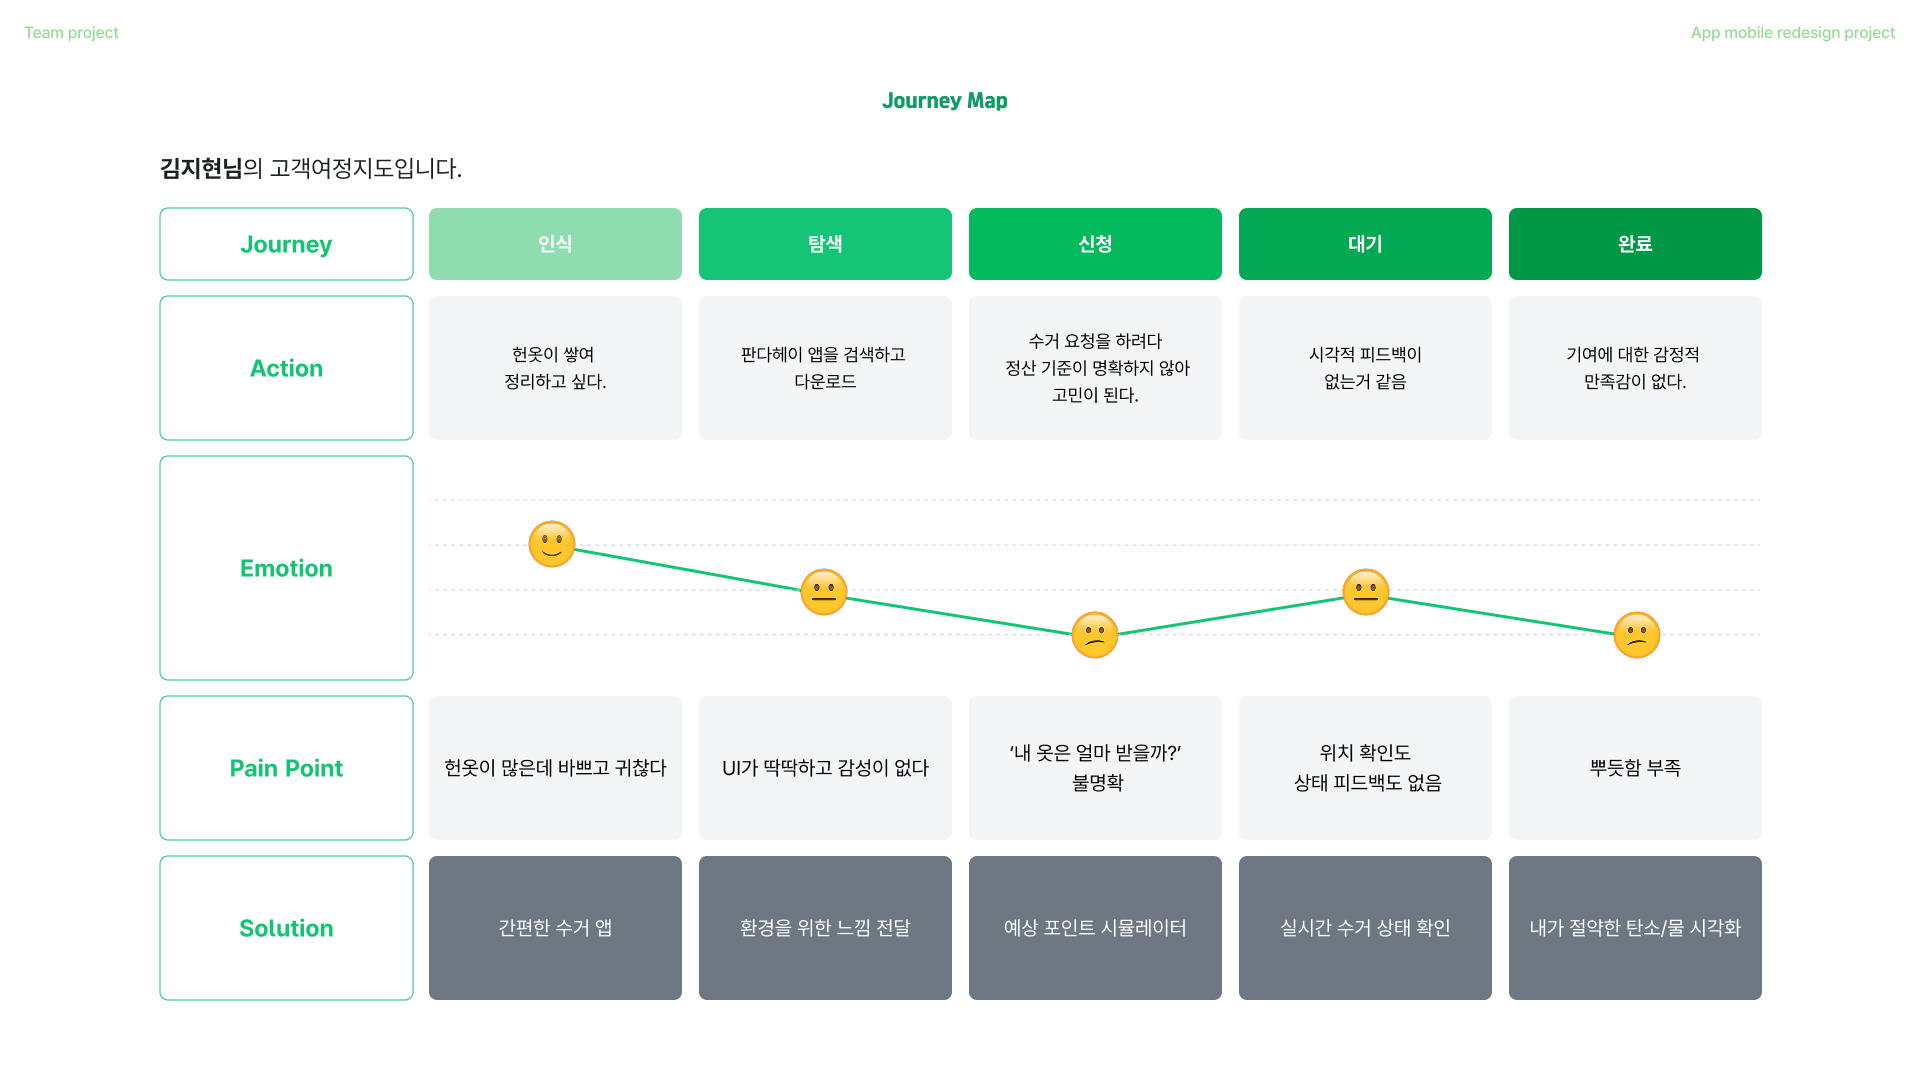 Team project
App mobile redesign project
Journey Map
김지현님의 고객여정지도입니다.
Journey
인식
탐색
신청
대기
완료
Action
헌옷이 쌓여
정리하고 싶다.
판다헤이 앱을 검색하고
다운로드
수거 요청을 하려다
정산 기준이 명확하지 않아
고민이 된다.
시각적 피드백이
없는거 같음
기여에 대한 감정적
만족감이 없다.
Emotion
Pain Point
헌옷이 많은데 바쁘고 귀찮다
UI가 딱딱하고 감성이 없다
‘내 옷은 얼마 받을까?’
불명확
위치 확인도
상태 피드백도 없음
뿌듯함 부족
Solution
간편한 수거 앱
환경을 위한 느낌 전달
예상 포인트 시뮬레이터
실시간 수거 상태 확인
내가 절약한 탄소/물 시각화